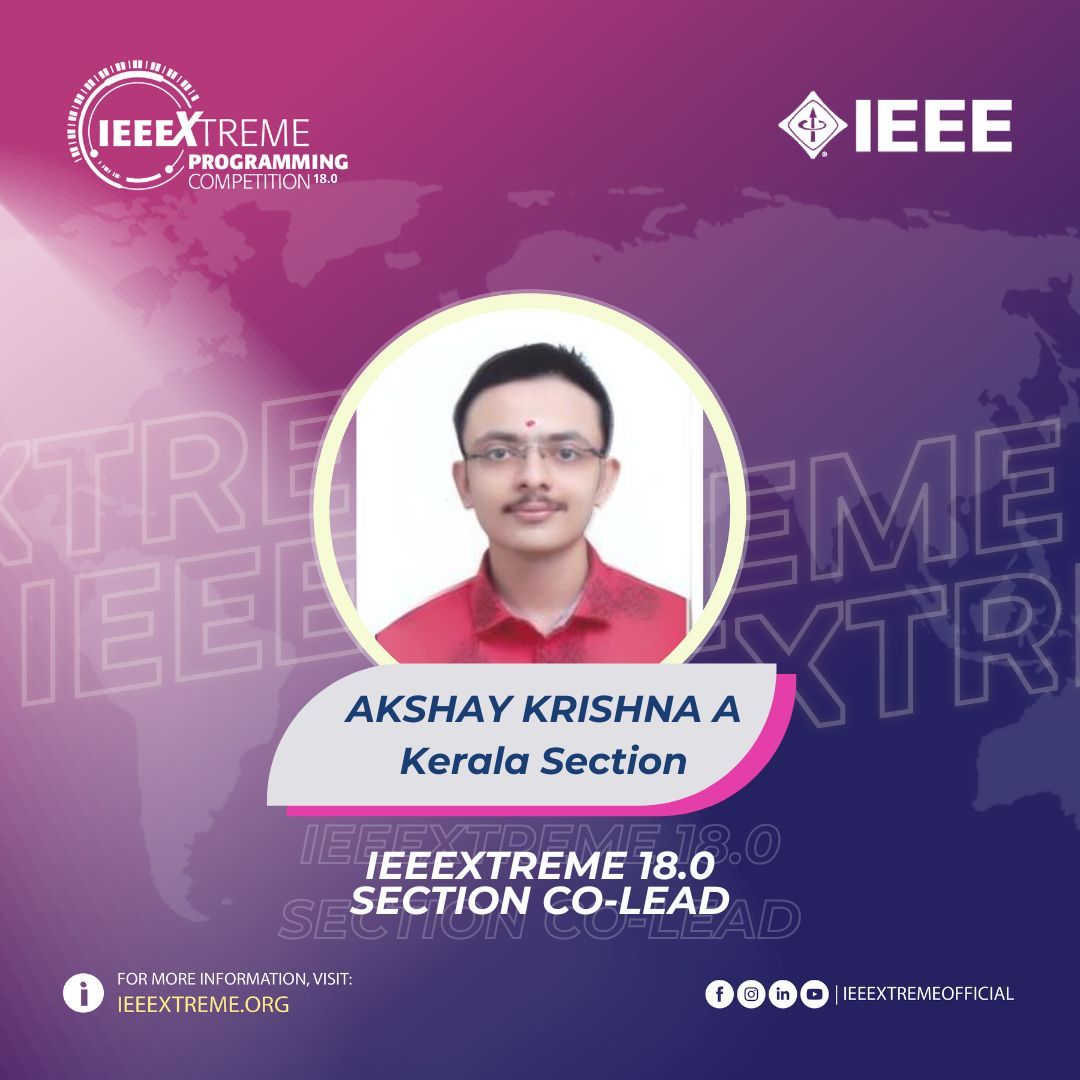 IEEEXTREME
PROGRAMMING
COMPETITION 18.0
IEEE
XTREME
EME
IEEE
XTR
AKSHAY KRISHNA A
Kerala Section
IEEEXTREME 18.0
IEEEXTREME 18.0
SECTION CO-LEAD
SECTION CO-LEAD
FOR MORE INFORMATION, VISIT:
IEEEXTREME.ORG
| IEEEXTREMEOFFICIAL